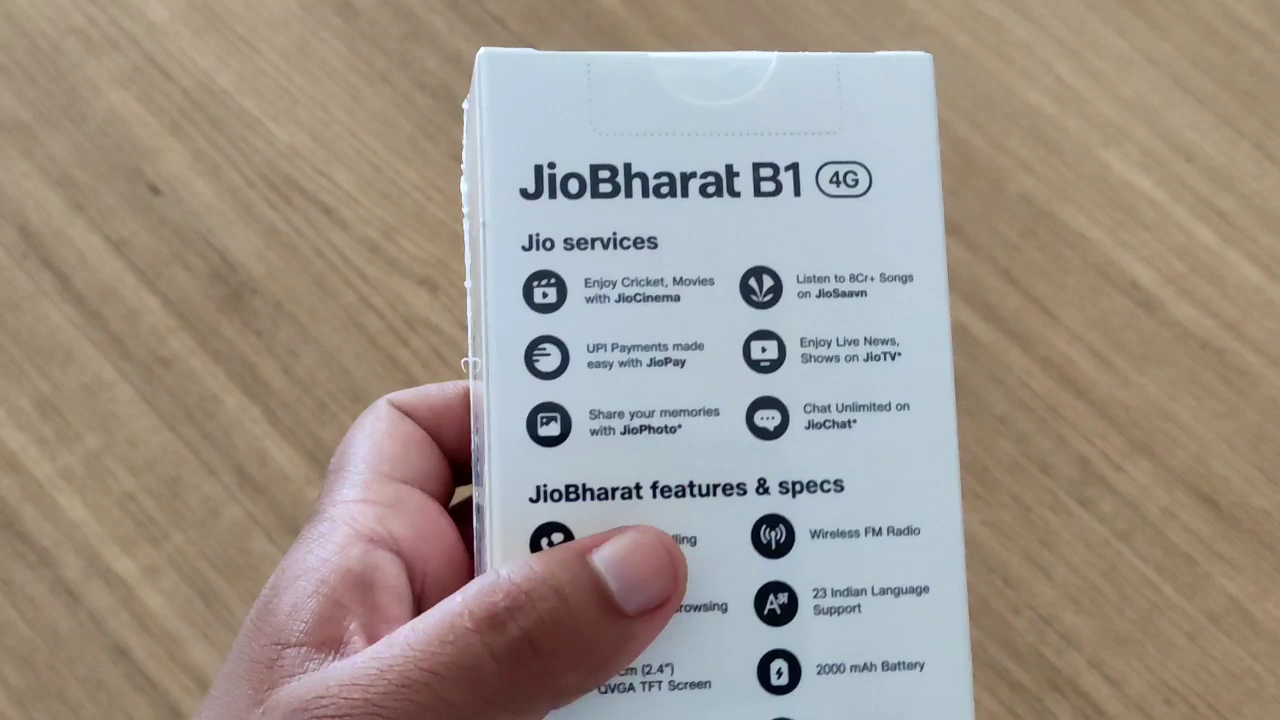 JioBharat B1 4G
Jio services
Enjoy Cricket, Movies
with JioCinema
Listen to 8Cr+ Songs
on JioSaavn
UPI Payments made
easy with JioPay
Enjoy Live News,
Shows on JioTV*
Share your memories
with JioPhoto*
Chat Unlimited on
JioChat*
JioBharat features & specs
Wireless FM Radio
23 Indian Language
Support
(2.4")
QVGA TFT Screen
2000 mAh Battery